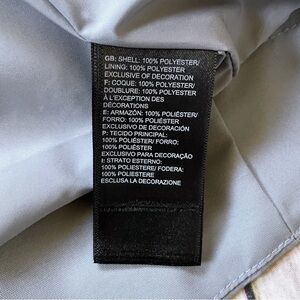 GB: SHELL: 100% POLYESTER/
LINING: 100% POLYESTER
EXCLUSIVE OF DECORATION
F: COQUE: 100% POLYESTER/
DOUBLURE: 100% POLYESTER
À L'EXCEPTION DES
DÉCORATIONS
E: ARMAZÓN: 100% POLIÉSTER/
FORRO: 100% POLIÉSTER
EXCLUSIVO DE DECORACIÓN
P: TECIDO PRINCIPAL:
100% POLIÉSTER/ FORRO:
100% POLIÉSTER
EXCLUSIVO PARA DECORAÇÃO
I: STRATO ESTERNO:
100% POLIESTERE/ FODERA:
100% POLIESTERE
ESCLUSA LA DECORAZIONE